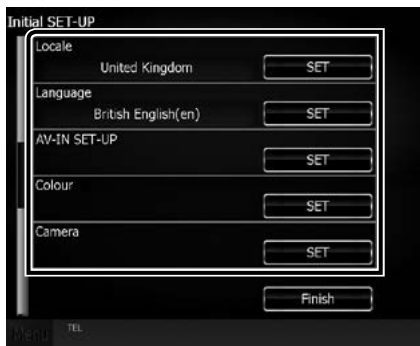 Initial SET-UP
Locale
United Kingdom SET
Language
British English(en) SET
AV-IN SET-UP
SET
Colour
SET
Camera
SET
Finish
Menu TEL